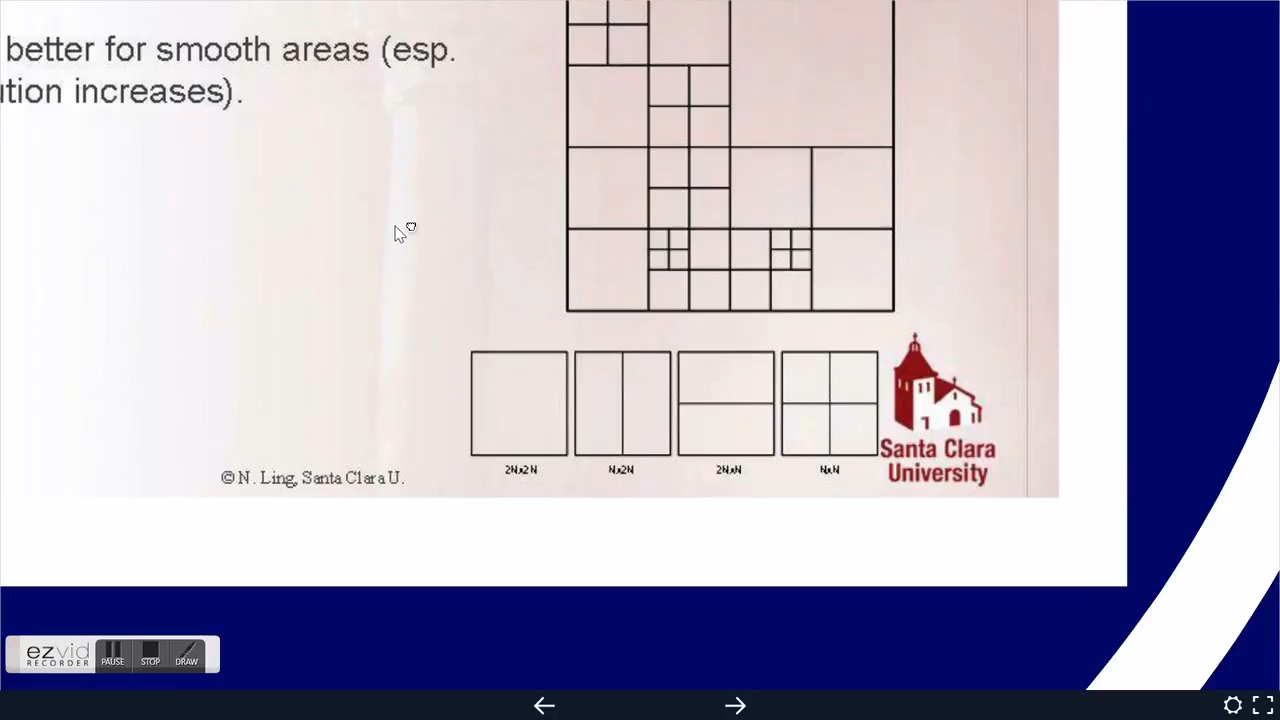 better for smooth areas (esp.
ution increases).
2Nx2N
Nx2N
2NxN
NxN
Santa Clara
University
© N. Ling, Santa Clara U.
ezvid
RECORDER
PAUSE
STOP
DRAW